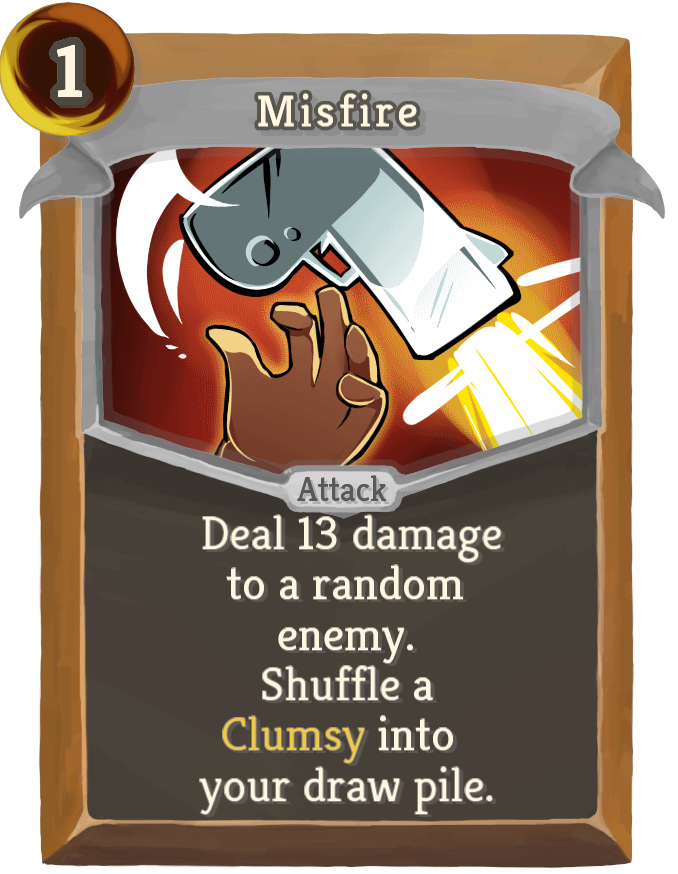 1
Misfire
Attack
Deal 13 damage
to a random
enemy.
Shuffle a
Clumsy into
your draw pile.